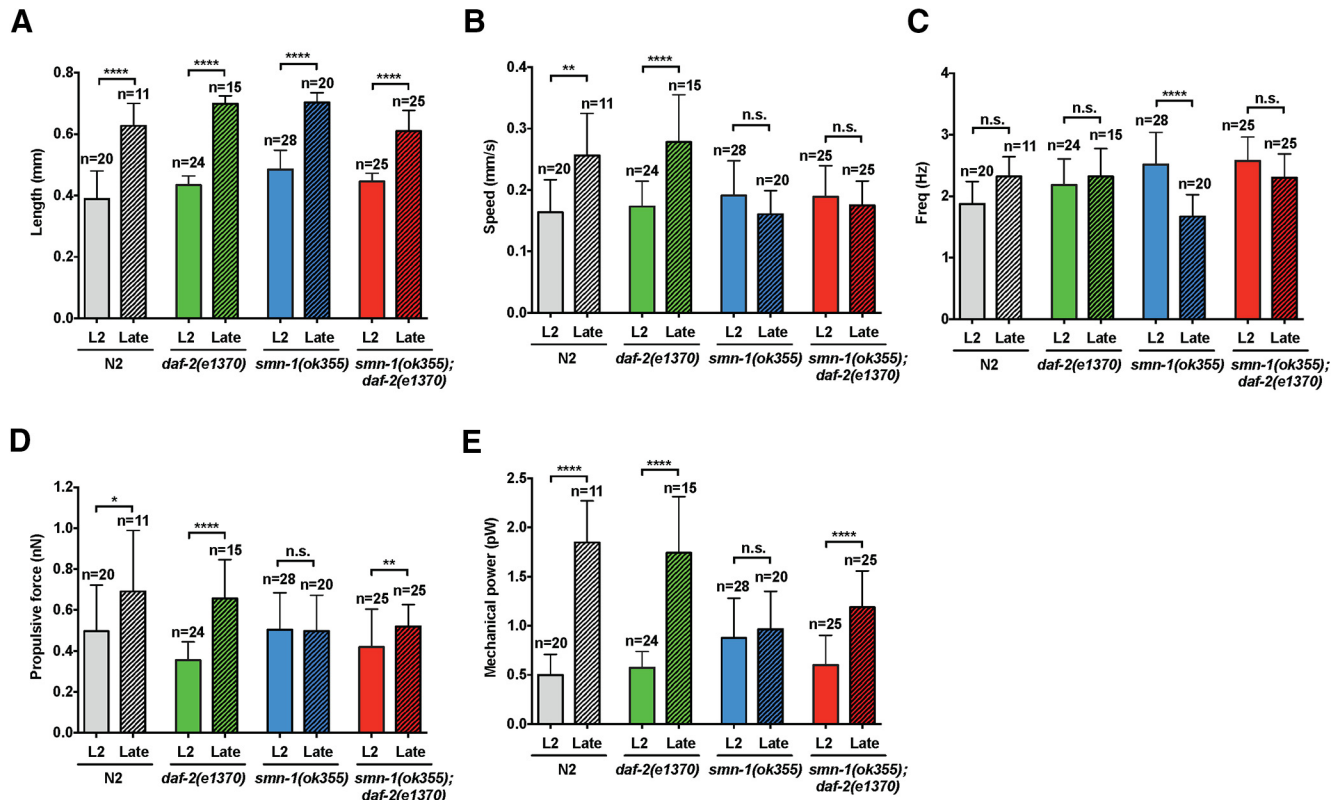 A
Length (mm)
0.8
0.6
0.4
0.2
0.0
****
****
****
****
n=20
n=11
n=24
n=15
n=28
n=20
n=25
n=25
L2 Late L2 Late L2 Late L2 Late
N2 daf-2(e1370) smn-1(ok355) smn-1(ok355);
daf-2(e1370)
B
Speed (mm/s)
0.4
0.3
0.2
0.1
0.0
**
****
n.s.
n.s.
n=20
n=11
n=24
n=15
n=28
n=20
n=25
n=25
L2 Late L2 Late L2 Late L2 Late
N2 daf-2(e1370) smn-1(ok355) smn-1(ok355);
daf-2(e1370)
C
Freq (Hz)
4
3
2
1
0
n.s.
n.s.
****
n.s.
n=20
n=11
n=24
n=15
n=28
n=20
n=25
n=25
L2 Late L2 Late L2 Late L2 Late
N2 daf-2(e1370) smn-1(ok355) smn-1(ok355);
daf-2(e1370)
D
Propulsive force (nN)
1.2
1.0
0.8
0.6
0.4
0.2
0.0
*
****
n.s.
**
n=20
n=11
n=24
n=15
n=28
n=20
n=25
n=25
L2 Late L2 Late L2 Late L2 Late
N2 daf-2(e1370) smn-1(ok355) smn-1(ok355);
daf-2(e1370)
E
Mechanical power (pW)
2.5
2.0
1.5
1.0
0.5
0.0
****
****
n.s.
****
n=20
n=11
n=24
n=15
n=28
n=20
n=25
n=25
L2 Late L2 Late L2 Late L2 Late
N2 daf-2(e1370) smn-1(ok355) smn-1(ok355);
daf-2(e1370)